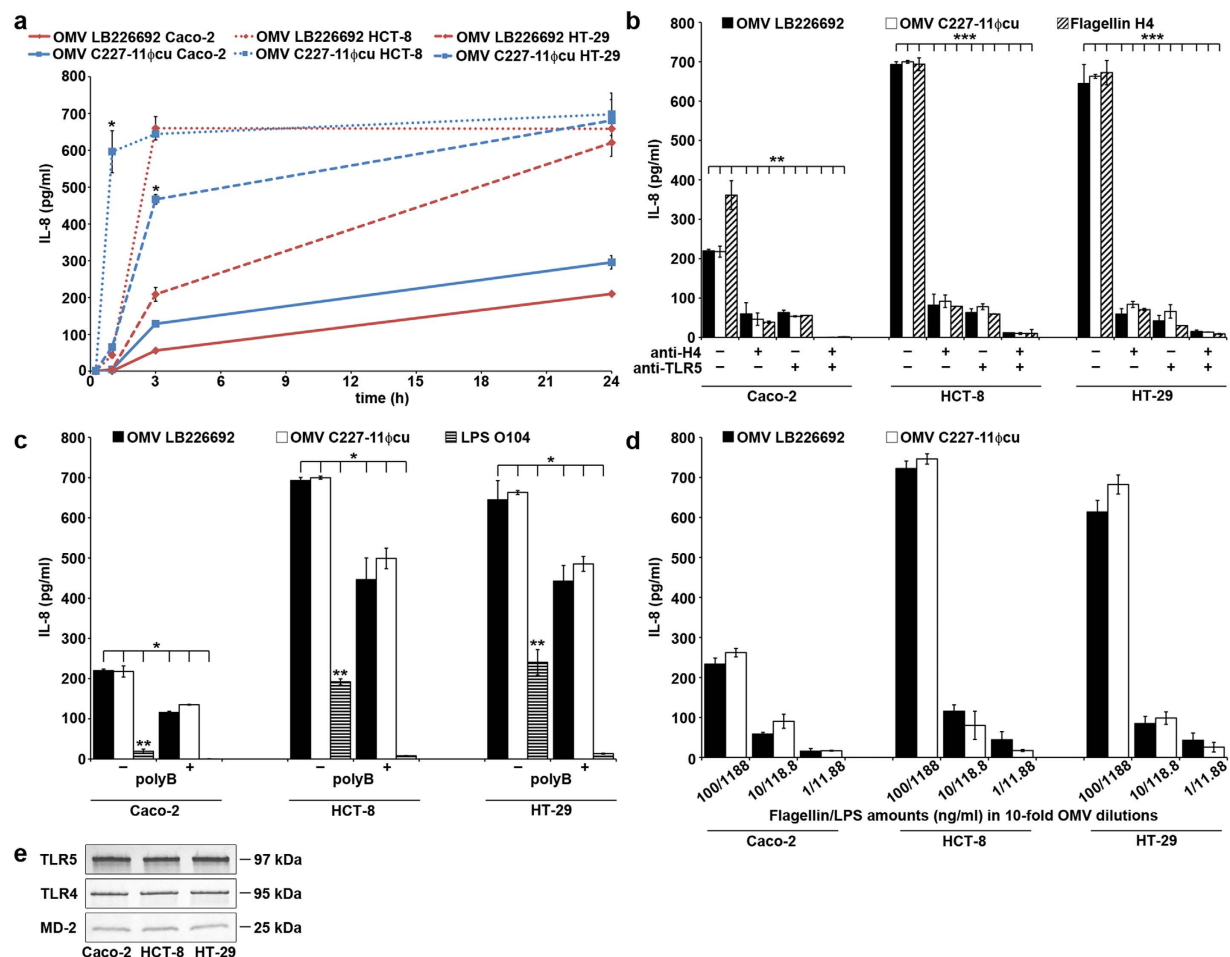 a
OMV LB226692 Caco-2 OMV LB226692 HCT-8 OMV LB226692 HT-29
OMV C227-11ϕcu Caco-2 OMV C227-11ϕcu HCT-8 OMV C227-11ϕcu HT-29
800
700
600
500
400
300
200
100
0
IL-8 (pg/ml)
*
*
0 3 6 9 12 15 18 21 24
time (h)
b
OMV LB226692 OMV C227-11ϕcu Flagellin H4
800
700
600
500
400
300
200
100
0
IL-8 (pg/ml)
**
***
***
anti-H4 − + − + − + − + − + − +
anti-TLR5 − − + + − − + + − − + +
Caco-2 HCT-8 HT-29
c
OMV LB226692 OMV C227-11ϕcu LPS O104
800
700
600
500
400
300
200
100
0
IL-8 (pg/ml)
*
*
*
**
**
**
− + − + − +
polyB polyB polyB
Caco-2 HCT-8 HT-29
d
OMV LB226692 OMV C227-11ϕcu
800
700
600
500
400
300
200
100
0
IL-8 (pg/ml)
100/1188 10/118.8 1/11.88 100/1188 10/118.8 1/11.88 100/1188 10/118.8 1/11.88
Flagellin/LPS amounts (ng/ml) in 10-fold OMV dilutions
Caco-2 HCT-8 HT-29
e
TLR5 97 kDa
TLR4 95 kDa
MD-2 25 kDa
Caco-2 HCT-8 HT-29